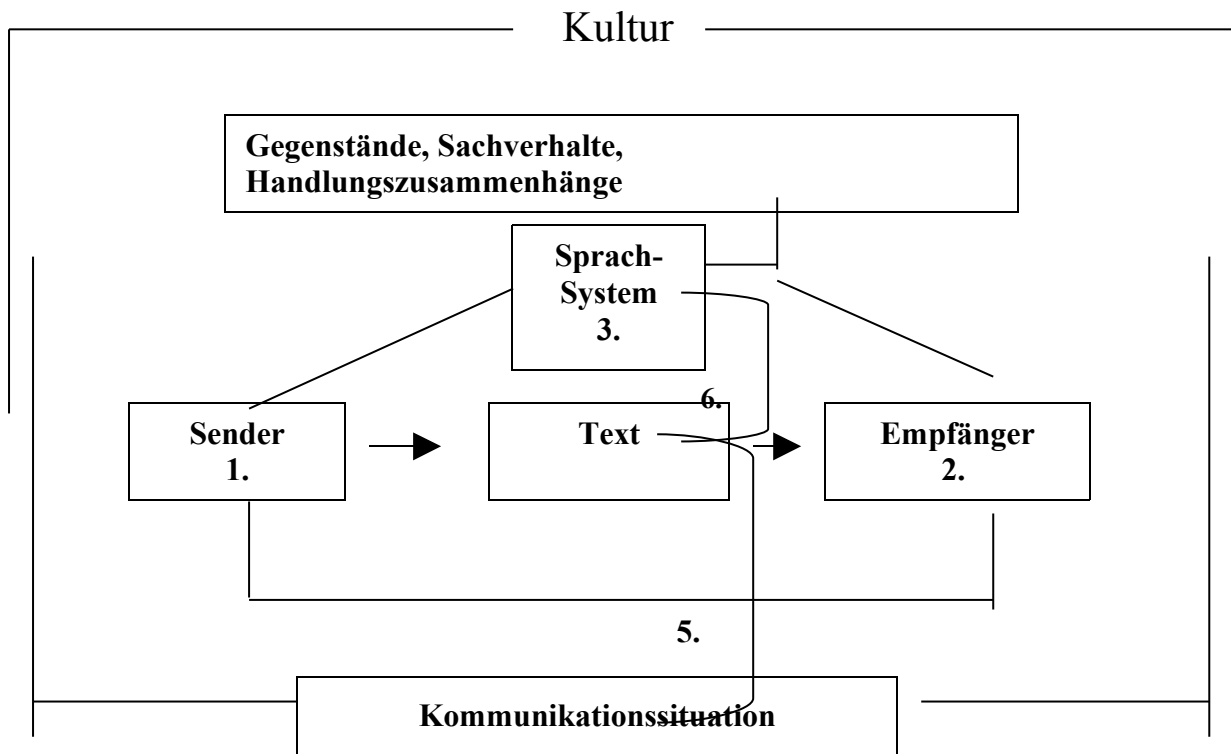 Kultur
Gegenstände, Sachverhalte,
Handlungszusammenhänge
Sprach-
System
3.
6.
Sender
1.
Text
Empfänger
2.
5.
Kommunikationssituation